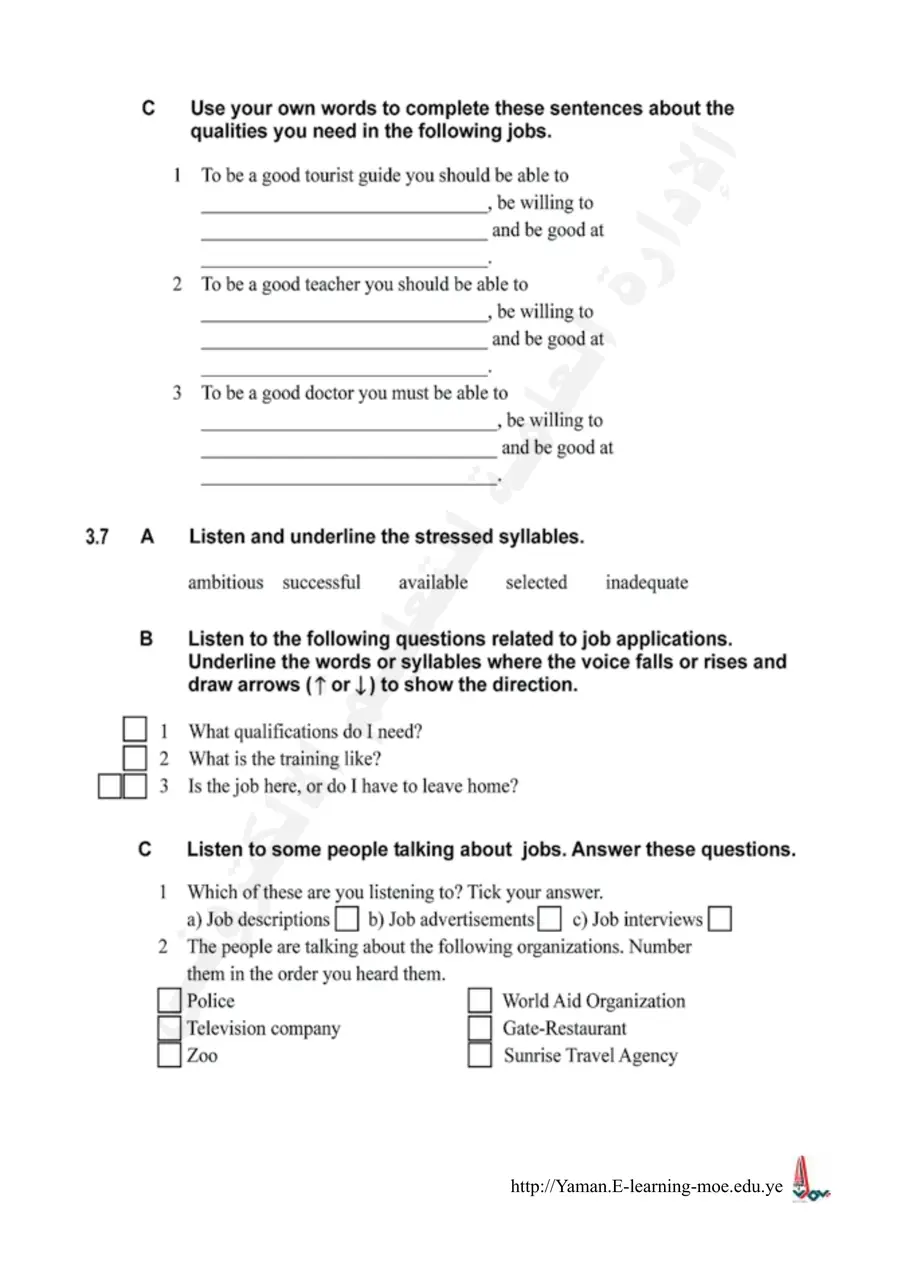 C Use your own words to complete these sentences about the
qualities you need in the following jobs.
1 To be a good tourist guide you should be able to
______________________________, be willing to
______________________________ and be good at
______________________________.
2 To be a good teacher you should be able to
______________________________, be willing to
______________________________ and be good at
______________________________.
3 To be a good doctor you must be able to
______________________________, be willing to
______________________________ and be good at
______________________________.
3.7 A Listen and underline the stressed syllables.
ambitious successful available selected inadequate
B Listen to the following questions related to job applications.
Underline the words or syllables where the voice falls or rises and
draw arrows (↑ or ↓) to show the direction.
1 What qualifications do I need?
2 What is the training like?
3 Is the job here, or do I have to leave home?
C Listen to some people talking about jobs. Answer these questions.
1 Which of these are you listening to? Tick your answer.
a) Job descriptions b) Job advertisements c) Job interviews
2 The people are talking about the following organizations. Number
them in the order you heard them.
Police World Aid Organization
Television company Gate-Restaurant
Zoo Sunrise Travel Agency
الإدارة العامة للتعليم الإلكتروني
http://Yaman.E-learning-moe.edu.ye